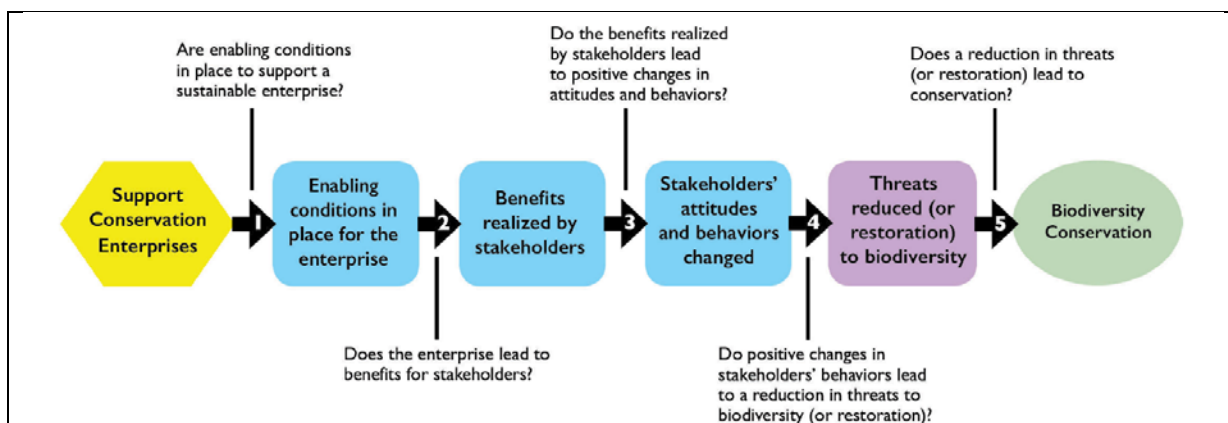 Are enabling conditions
in place to support a
sustainable enterprise?
Do the benefits realized
by stakeholders lead
to positive changes in
attitudes and behaviors?
Does a reduction in threats
(or restoration) lead to
conservation?
Support
Conservation
Enterprises
1
Enabling
conditions in
place for the
enterprise
2
Benefits
realized by
stakeholders
3
Stakeholders'
attitudes
and behaviors
changed
4
Threats
reduced (or
restoration)
to biodiversity
5
Biodiversity
Conservation
Does the enterprise lead to
benefits for stakeholders?
Do positive changes in
stakeholders' behaviors lead
to a reduction in threats to
biodiversity (or restoration)?